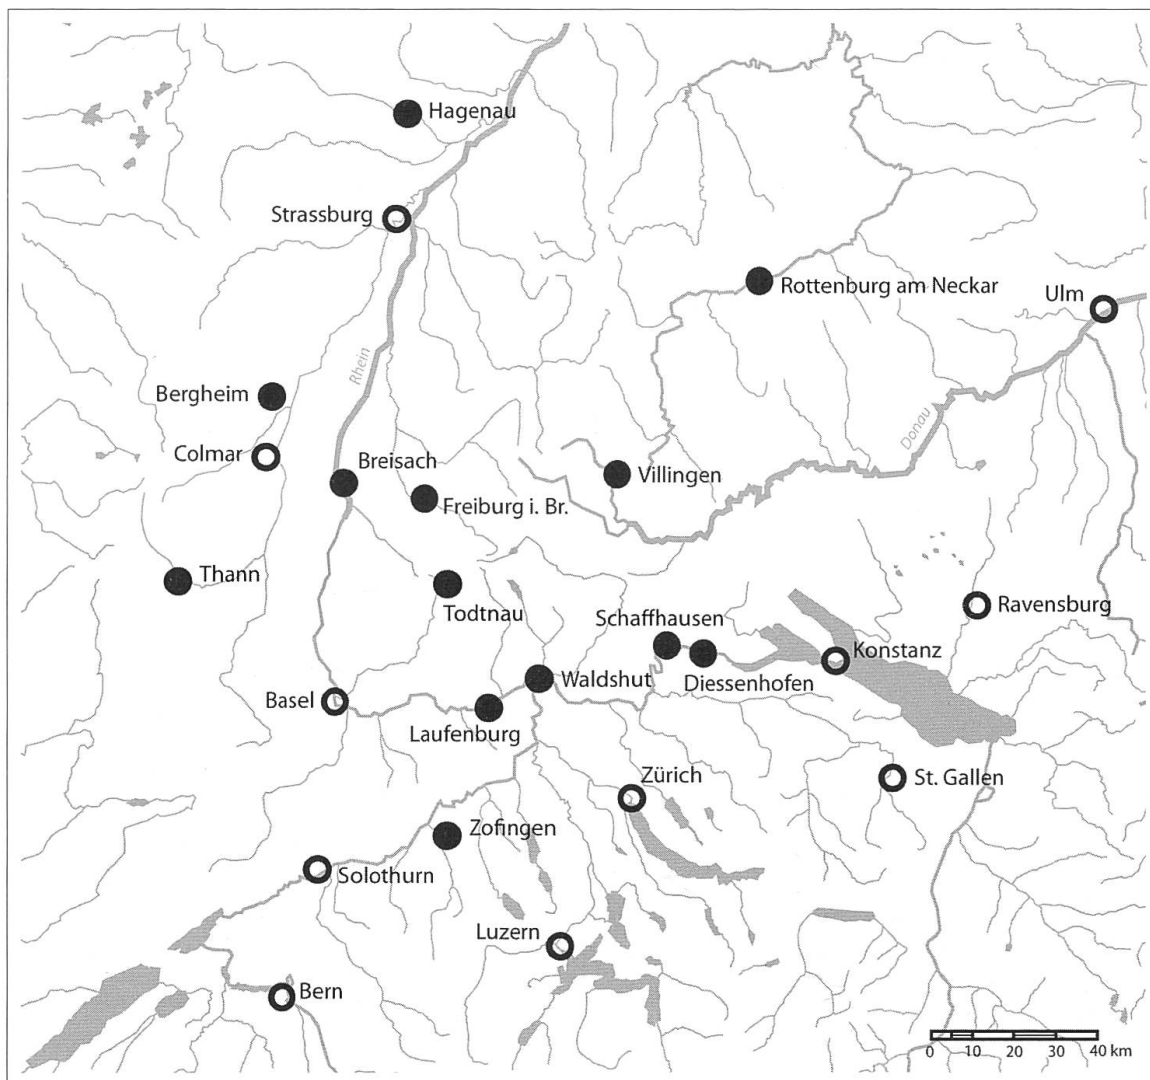 Hagenau
Strassburg
Rottenburg am Neckar
Ulm
Rhein
Bergheim
Donau
Colmar
Breisach
Villingen
Freiburg i. Br.
Thann
Todtnau
Schaffhausen
Ravensburg
Konstanz
Waldshut
Diessenhofen
Basel
Laufenburg
Zürich
St. Gallen
Zofingen
Solothurn
Luzern
Bern
0 10 20 30 40 km